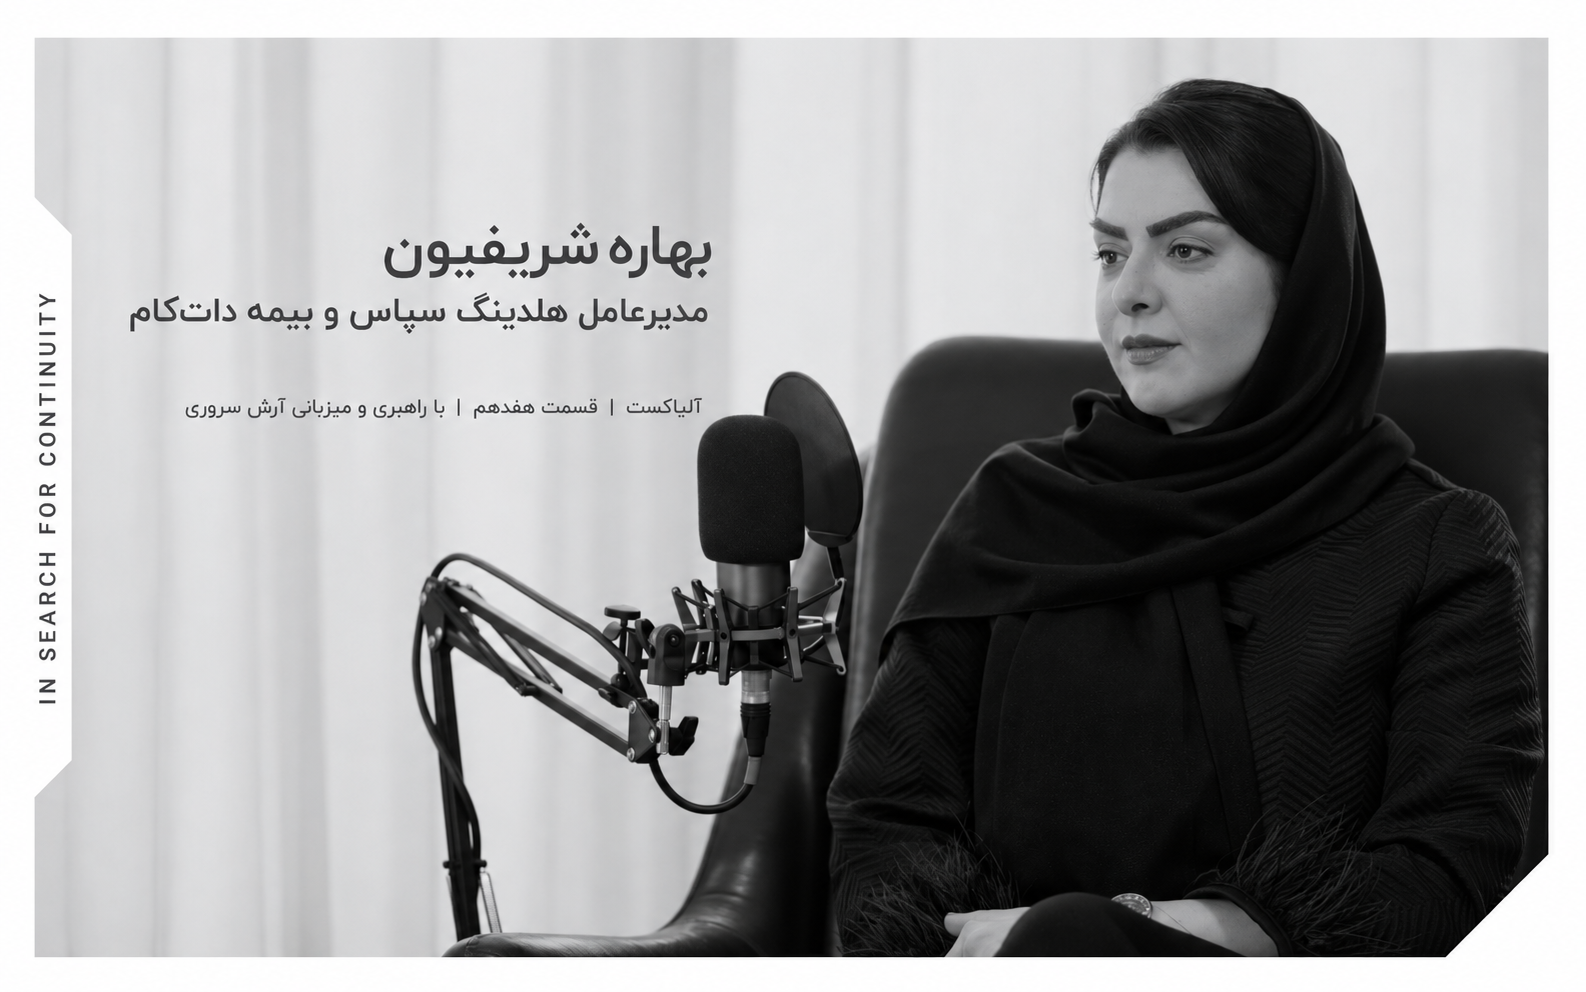 بهاره شریفیون
مدیرعامل هلدینگ سپاس و بیمه دات‌کام
آلیاکست | قسمت هفدهم | با راهبری و میزبانی آرش سروری
IN SEARCH FOR CONTINUITY